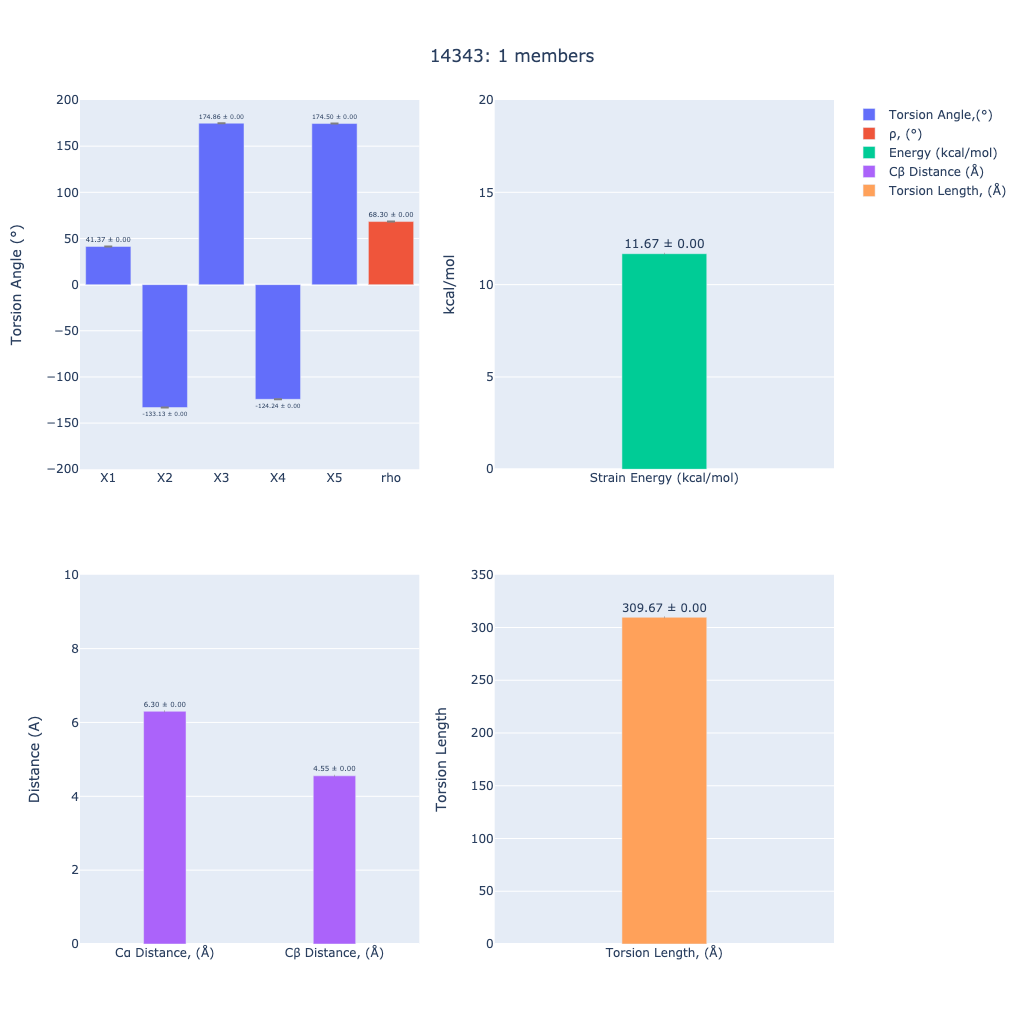 14343: 1 members
Torsion Angle (°)
200
150
100
50
0
−50
−100
−150
−200
41.37 ± 0.00
-133.13 ± 0.00
174.86 ± 0.00
-124.24 ± 0.00
174.50 ± 0.00
68.30 ± 0.00
X1
X2
X3
X4
X5
rho
kcal/mol
20
15
10
5
0
11.67 ± 0.00
Strain Energy (kcal/mol)
Torsion Angle,(°)
ρ, (°)
Energy (kcal/mol)
Cβ Distance (Å)
Torsion Length, (Å)
Distance (A)
10
8
6
4
2
0
6.30 ± 0.00
4.55 ± 0.00
Cα Distance, (Å)
Cβ Distance, (Å)
Torsion Length
350
300
250
200
150
100
50
0
309.67 ± 0.00
Torsion Length, (Å)